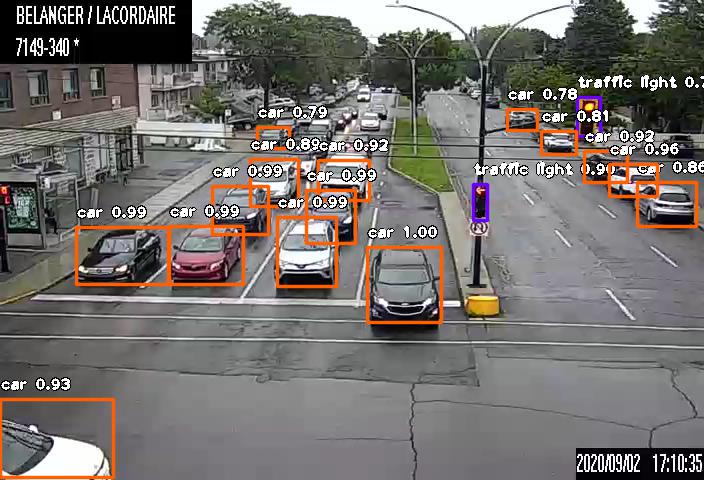 BELANGER / LACORDAIRE
7149-340 *
traffic light 0.7
car 0.78
car 0.79
car 0.81
car 0.92
car 0.89
car 0.92
car 0.96
traffic light 0.90
car 0.86
car 0.99
car 0.99
car 0.99
car 0.99
car 0.99
car 1.00
car 0.93
2020/09/02 17:10:35